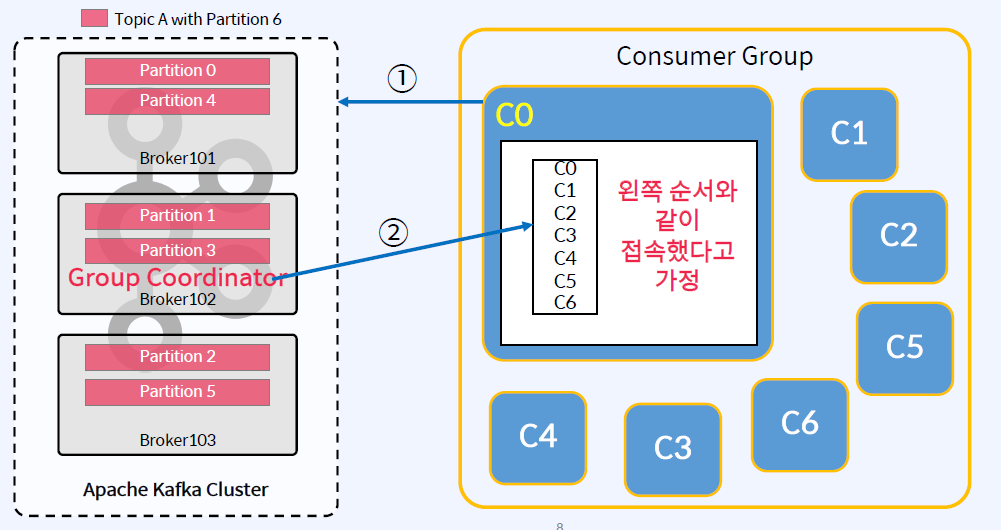 Topic A with Partition 6
Partition 0
Partition 4
Broker101
Partition 1
Partition 3
Group Coordinator
Broker102
Partition 2
Partition 5
Broker103
Apache Kafka Cluster
①
②
Consumer Group
C0
C0
C1
C2
C3
C4
C5
C6
왼쪽 순서와
같이
접속했다고
가정
C1
C2
C5
C6
C3
C4
8